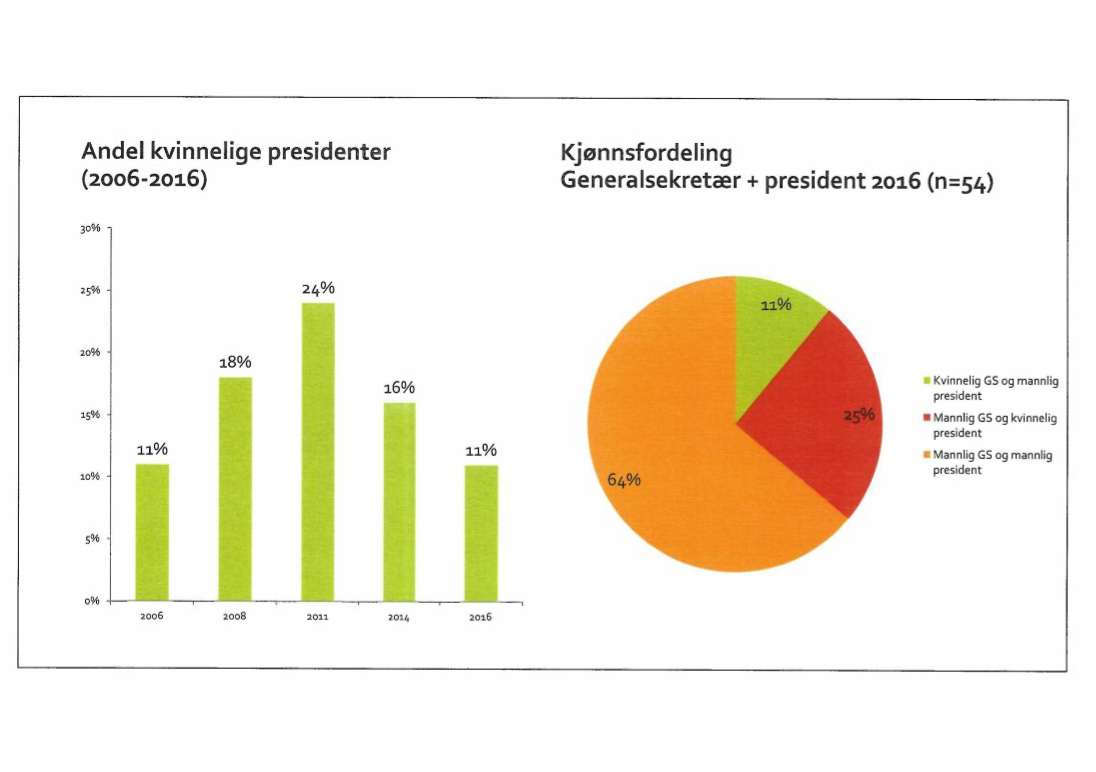 Andel kvinnelige presidenter
(2006-2016)
30%
25%
20%
15%
10%
5%
0%
11%
18%
24%
16%
11%
2006
2008
2011
2014
2016
Kjønnsfordeling
Generalsekretær + president 2016 (n=54)
11%
25%
64%
Kvinnelig GS og mannlig
president
Mannlig GS og kvinnelig
president
Mannlig GS og mannlig
president